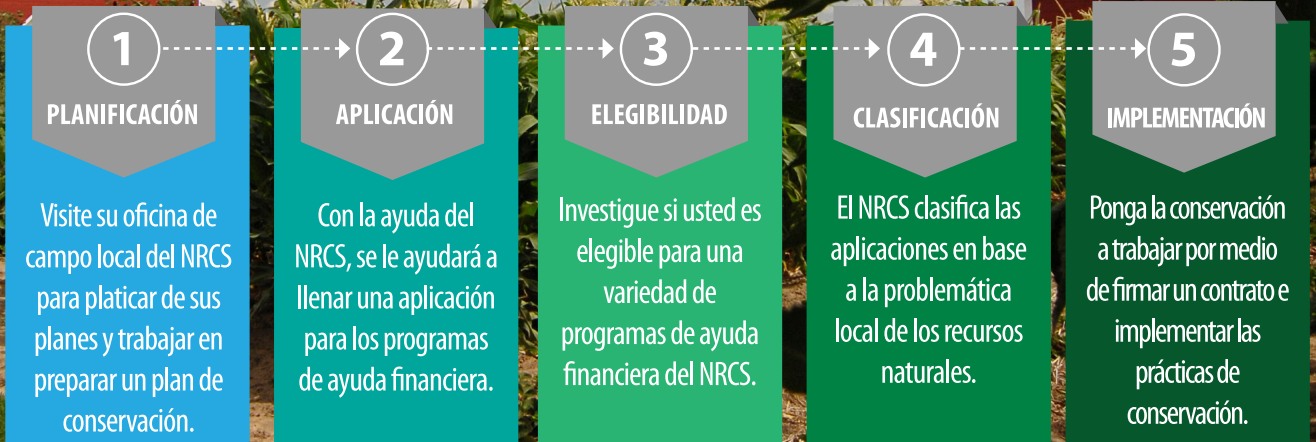 1
PLANIFICACIÓN
Visite su oficina de
campo local del NRCS
para platicar de sus
planes y trabajar en
preparar un plan de
conservación.
2
APLICACIÓN
Con la ayuda del
NRCS, se le ayudará a
llenar una aplicación
para los programas
de ayuda financiera.
3
ELEGIBILIDAD
Investigue si usted es
elegible para una
variedad de
programas de ayuda
financiera del NRCS.
4
CLASIFICACIÓN
El NRCS clasifica las
aplicaciones en base
a la problemática
local de los recursos
naturales.
5
IMPLEMENTACIÓN
Ponga la conservación
a trabajar por medio
de firmar un contrato e
implementar las
prácticas de
conservación.